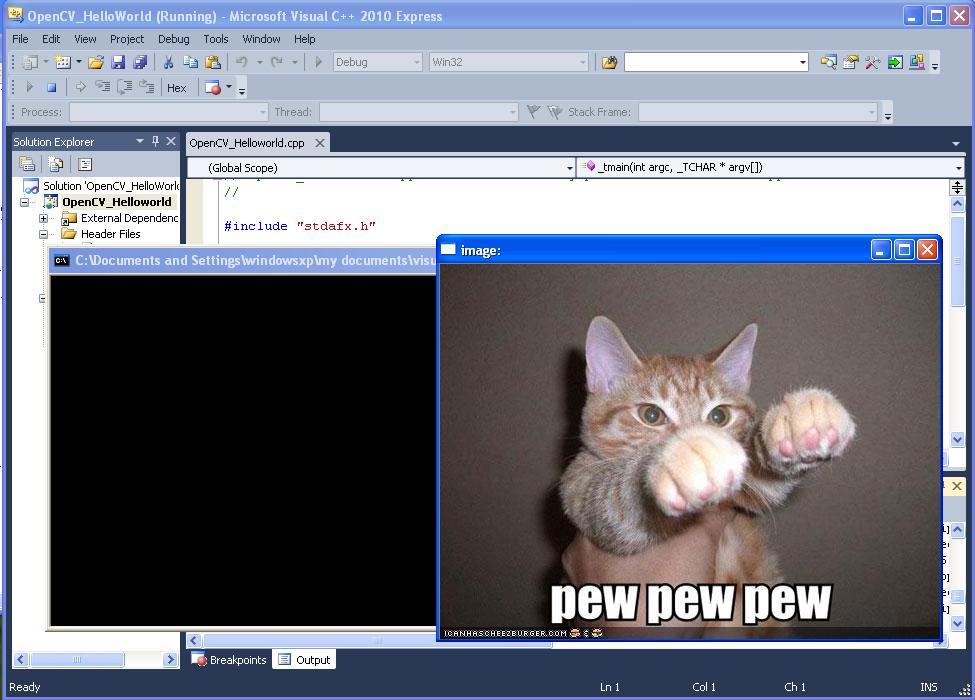 OpenCV_HelloWorld (Running) - Microsoft Visual C++ 2010 Express
File Edit View Project Debug Tools Window Help
Debug Win32
Hex
Process: Thread: Stack Frame:
Solution Explorer
OpenCV_Helloworld.cpp
(Global Scope) _tmain(int argc, _TCHAR * argv[])
Solution 'OpenCV_HelloWorld
//
OpenCV_Helloworld
External Dependenc
#include "stdafx.h"
Header Files
image:
C:\Documents and Settings\windowsxp\my documents\visu
pew pew pew
ICANHASCHEEZBURGER.COM
Breakpoints Output
Ready Ln 1 Col 1 Ch 1 INS